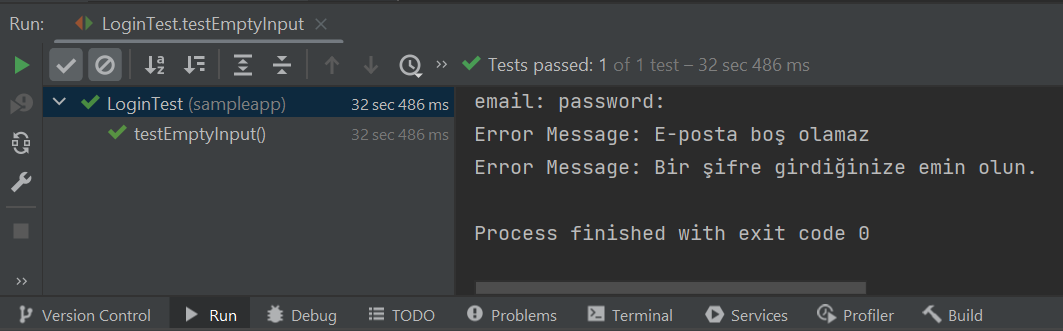 Run: LoginTest.testEmptyInput
Tests passed: 1 of 1 test – 32 sec 486 ms
LoginTest (sampleapp) 32 sec 486 ms
testEmptyInput() 32 sec 486 ms
email: password:
Error Message: E-posta boş olamaz
Error Message: Bir şifre girdiğinize emin olun.
Process finished with exit code 0
Version Control Run Debug TODO Problems Terminal Services Profiler Build